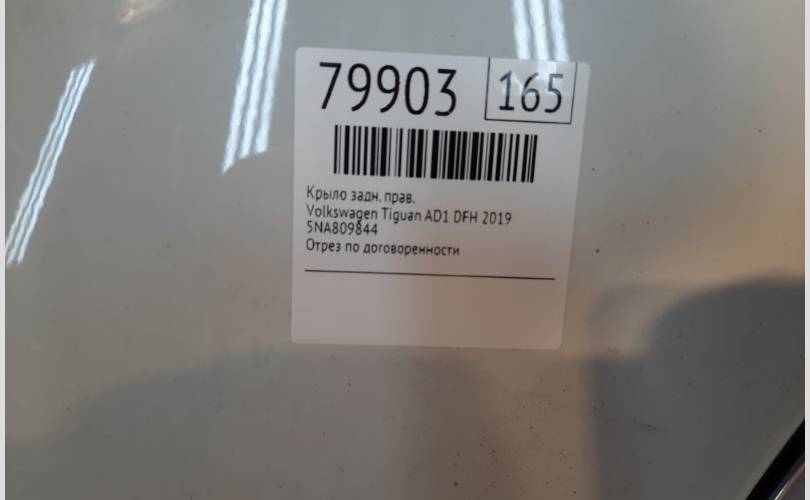 79903 165
Крыло задн. прав.
Volkswagen Tiguan AD1 DFH 2019
5NA809844
Отрез по договоренности